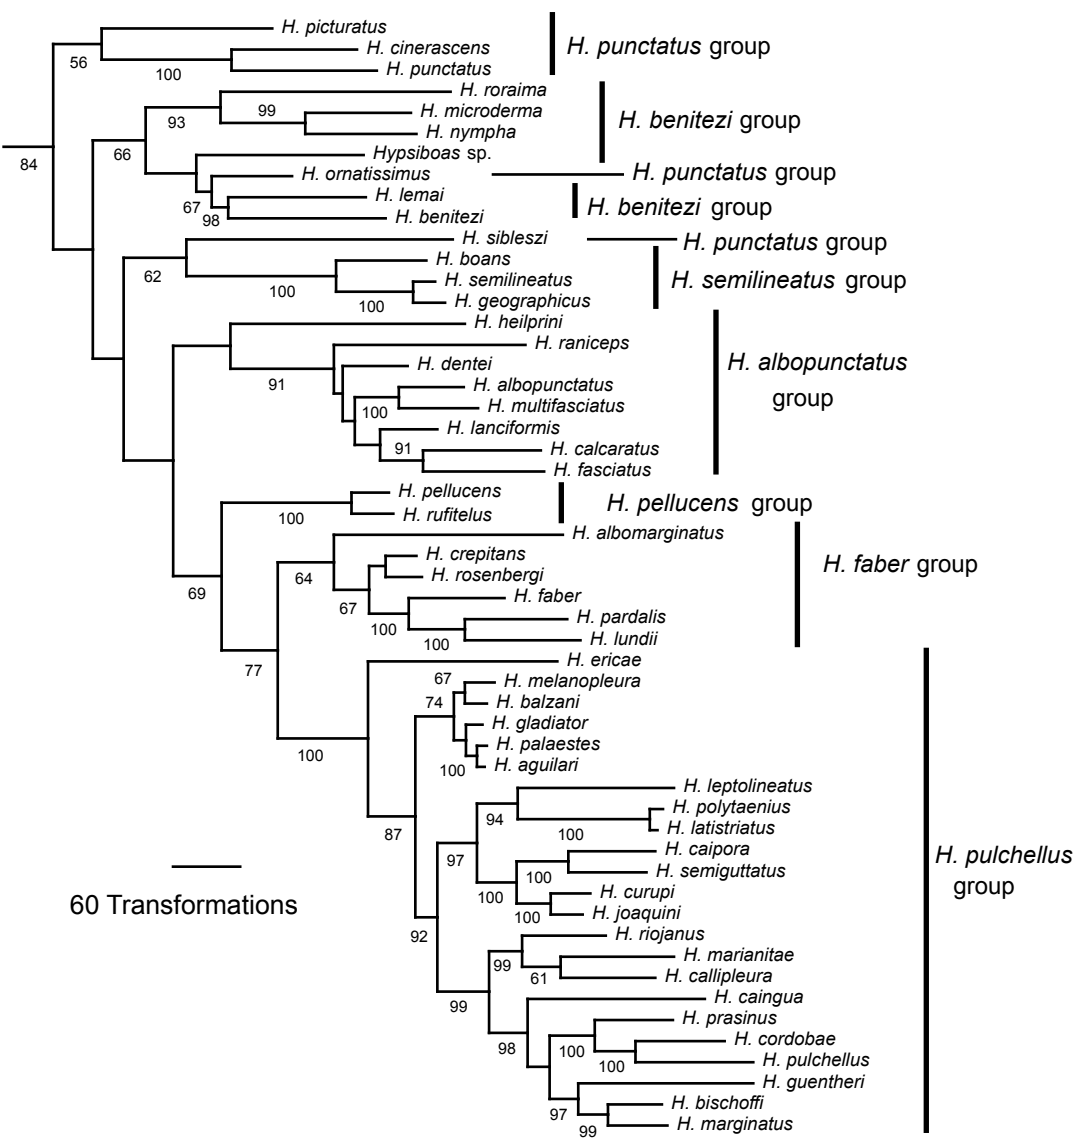 H. picturatus
H. cinerascens
56
H. punctatus group
100
H. punctatus
H. roraima
99
H. microderma
93
H. benitezi group
H. nympha
84
66
Hypsiboas sp.
H. ornatissimus
H. punctatus group
H. lemai
67
H. benitezi group
98
H. benitezi
H. sibleszi
H. punctatus group
H. boans
62
H. semilineatus
H. semilineatus group
100
100
H. geographicus
H. heilprini
H. raniceps
H. dentei
H. albopunctatus
group
91
H. albopunctatus
100
H. multifasciatus
H. lanciformis
91
H. calcaratus
H. fasciatus
H. pellucens
H. pellucens group
100
H. rufitelus
H. albomarginatus
H. crepitans
H. faber group
64
H. rosenbergi
69
67
H. faber
H. pardalis
100
100
H. lundii
H. ericae
77
67
H. melanopleura
74
H. balzani
H. gladiator
100
H. palaestes
100
H. aguilari
H. leptolineatus
94
H. polytaenius
87
100
H. latistriatus
H. caipora
97
H. pulchellus
group
100
H. semiguttatus
100
H. curupi
100
H. joaquini
60 Transformations
92
H. riojanus
99
H. marianitae
61
H. callipleura
99
H. caingua
H. prasinus
98
100
H. cordobae
100
H. pulchellus
H. guentheri
97
H. bischoffi
99
H. marginatus